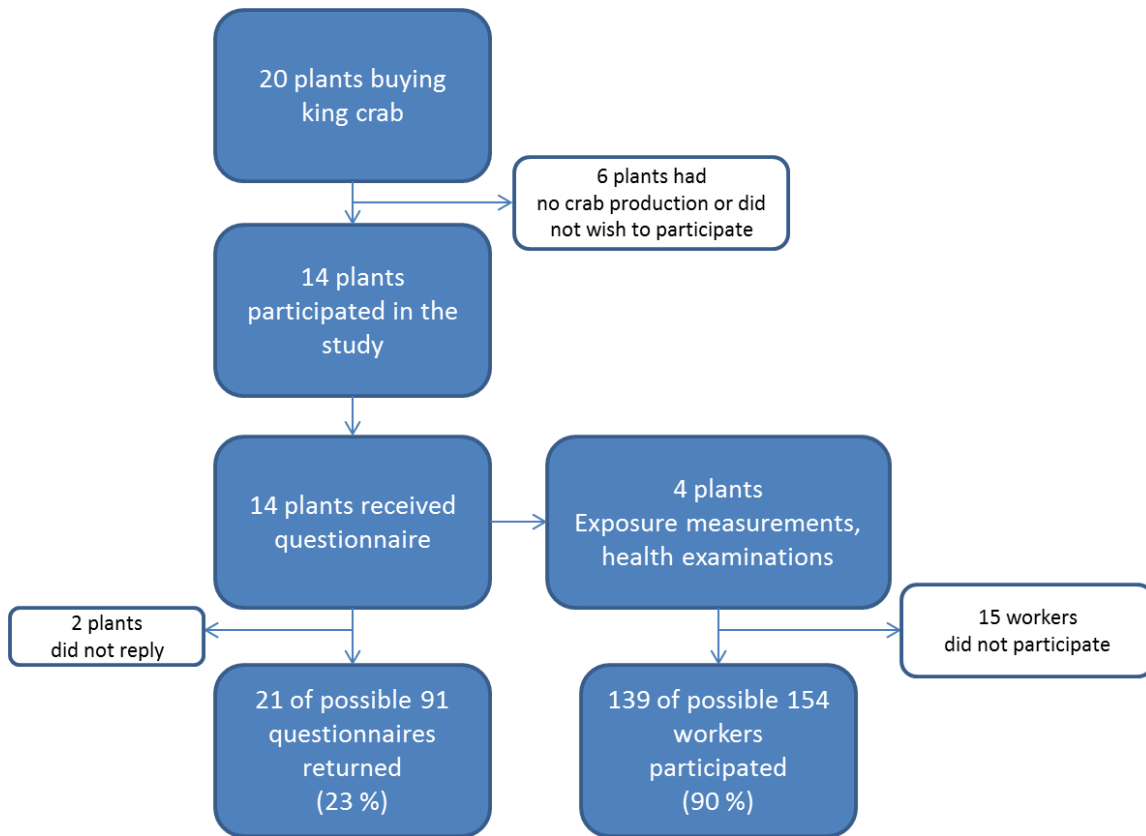 20 plants buying
king crab
6 plants had
no crab production or did
not wish to participate
14 plants
participated in the
study
14 plants received
questionnaire
4 plants
Exposure measurements,
health examinations
2 plants
did not reply
15 workers
did not participate
21 of possible 91
questionnaires
returned
(23 %)
139 of possible 154
workers
participated
(90 %)